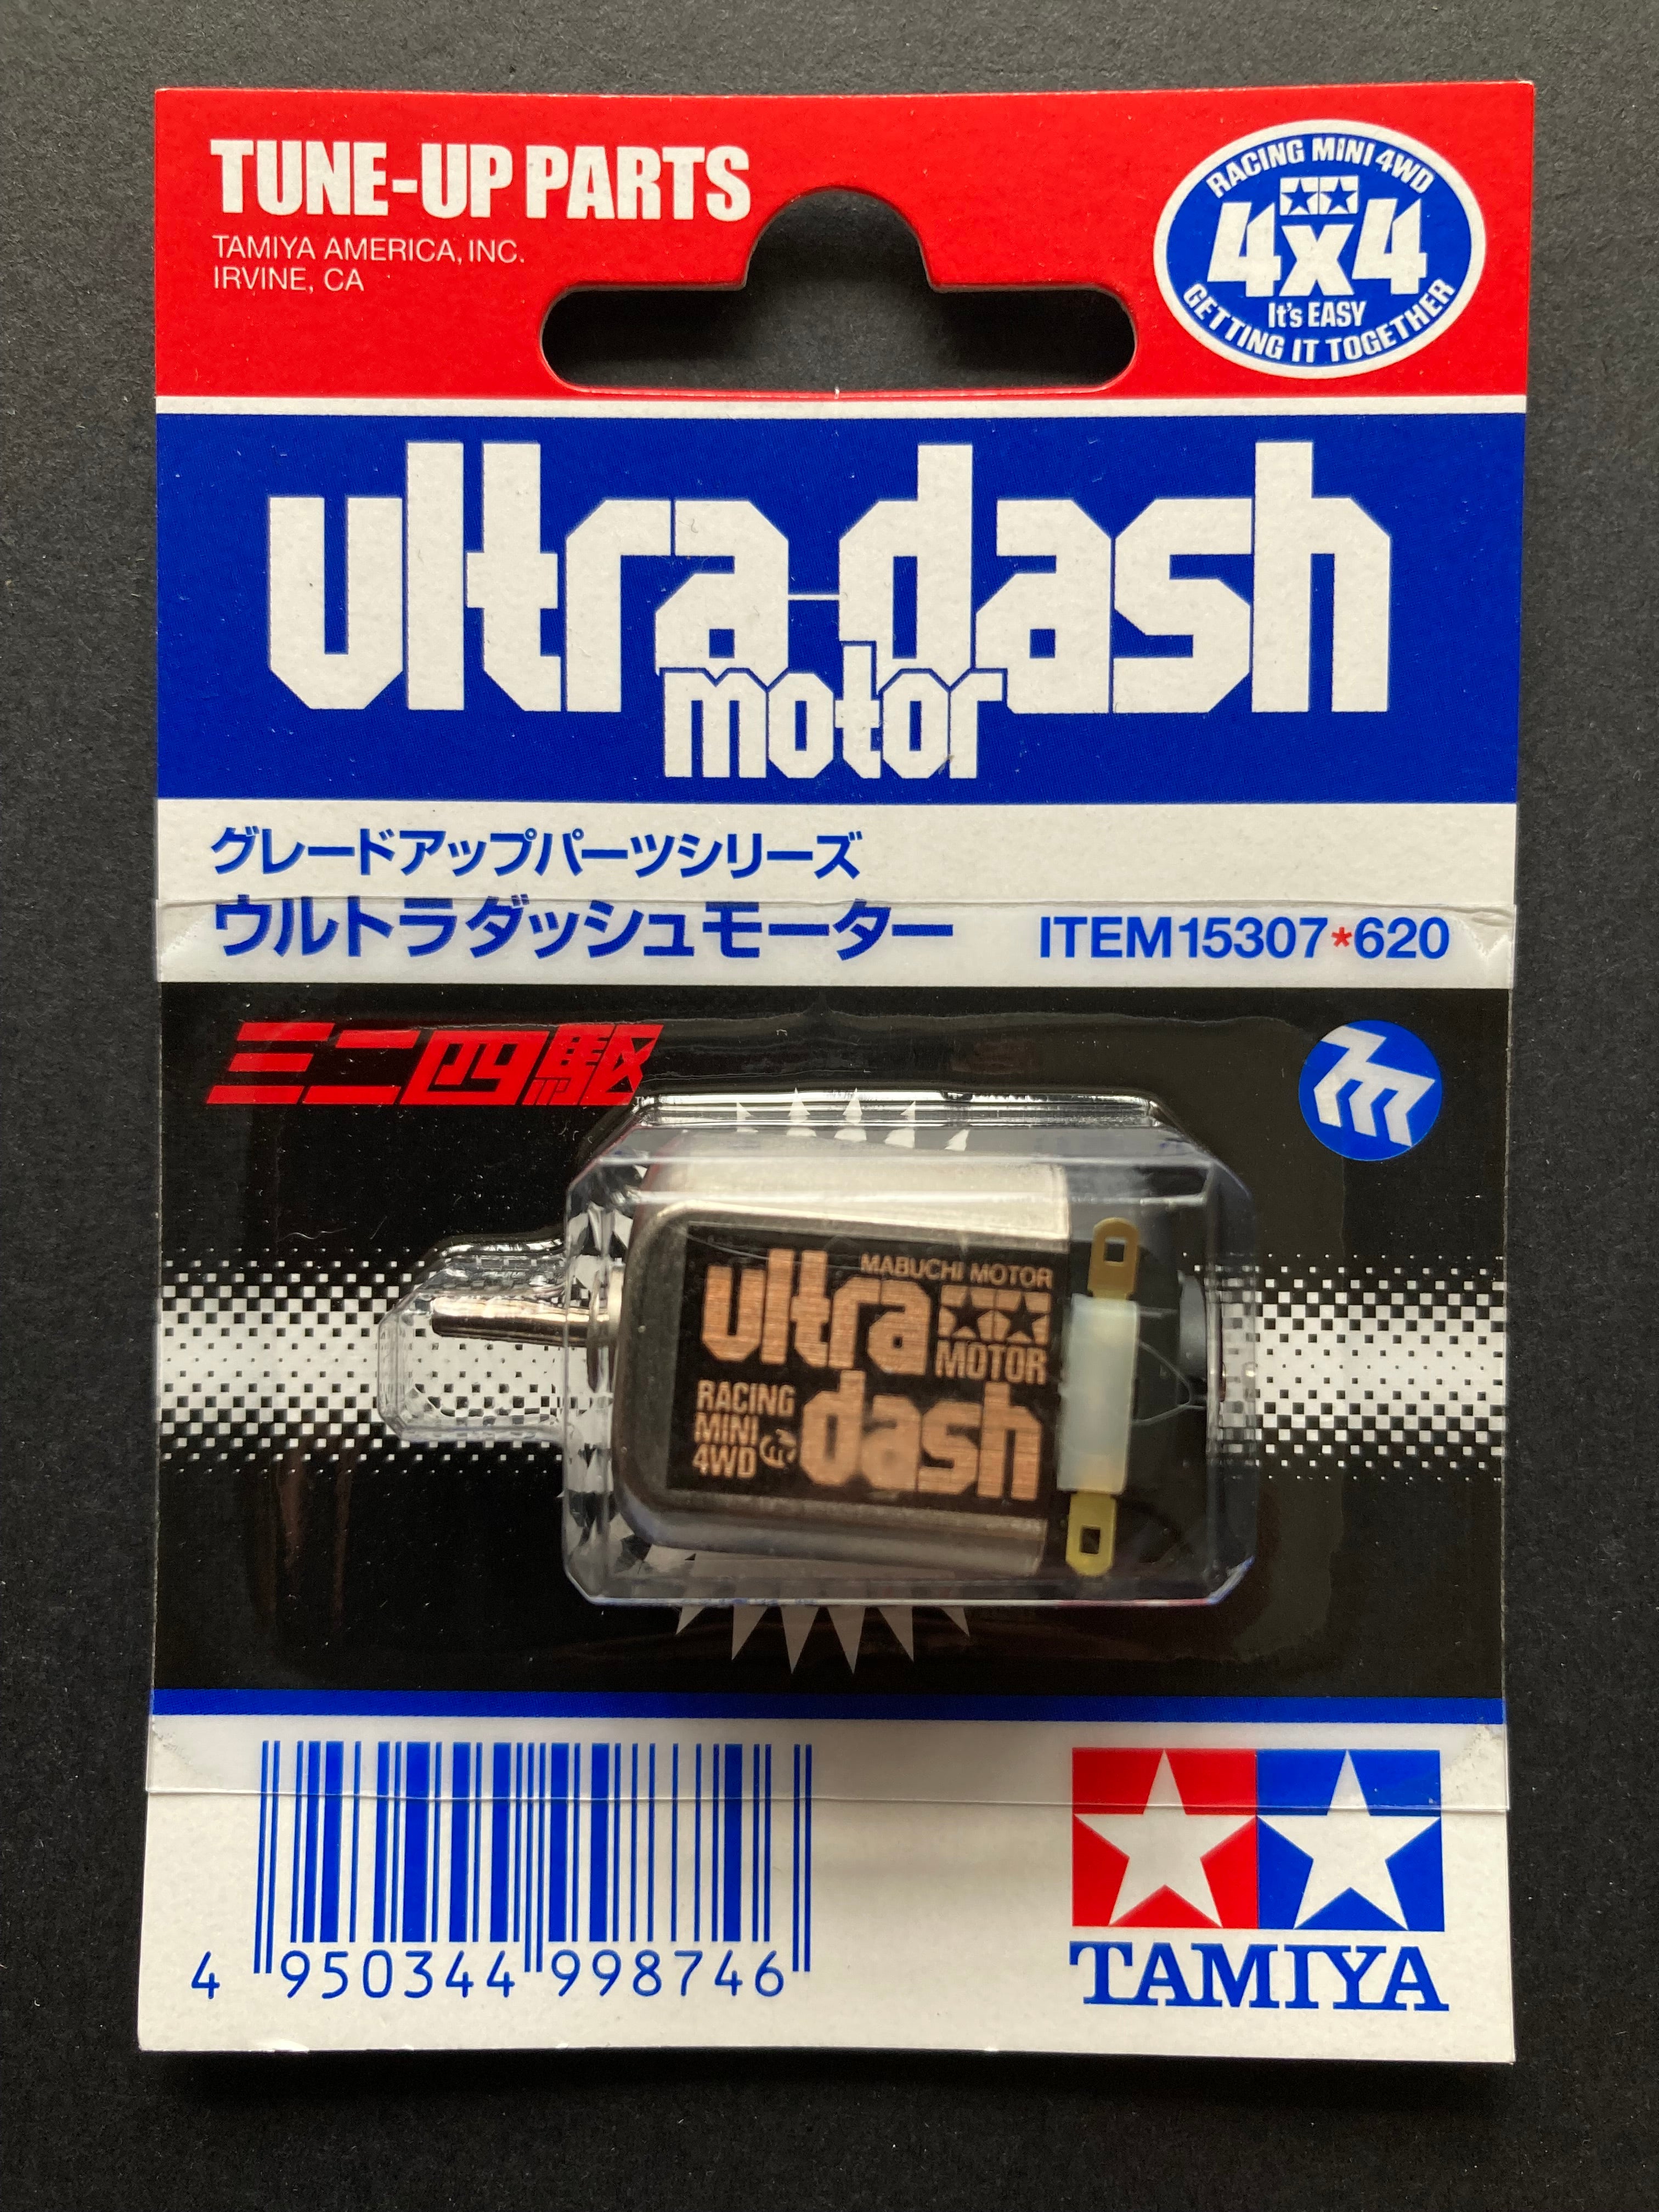 TUNE-UP PARTS
TAMIYA AMERICA, INC.
IRVINE, CA
RACING MINI 4WD
4x4
It's EASY
GETTING IT TOGETHER
ultra-dash
motor
グレードアップパーツシリーズ
ウルトラダッシュモーター
ITEM15307*620
ミニ四駆
TM
MABUCHI MOTOR
ultra
MOTOR
RACING
MINI
4WD
dash
4 950344 998746
TAMIYA